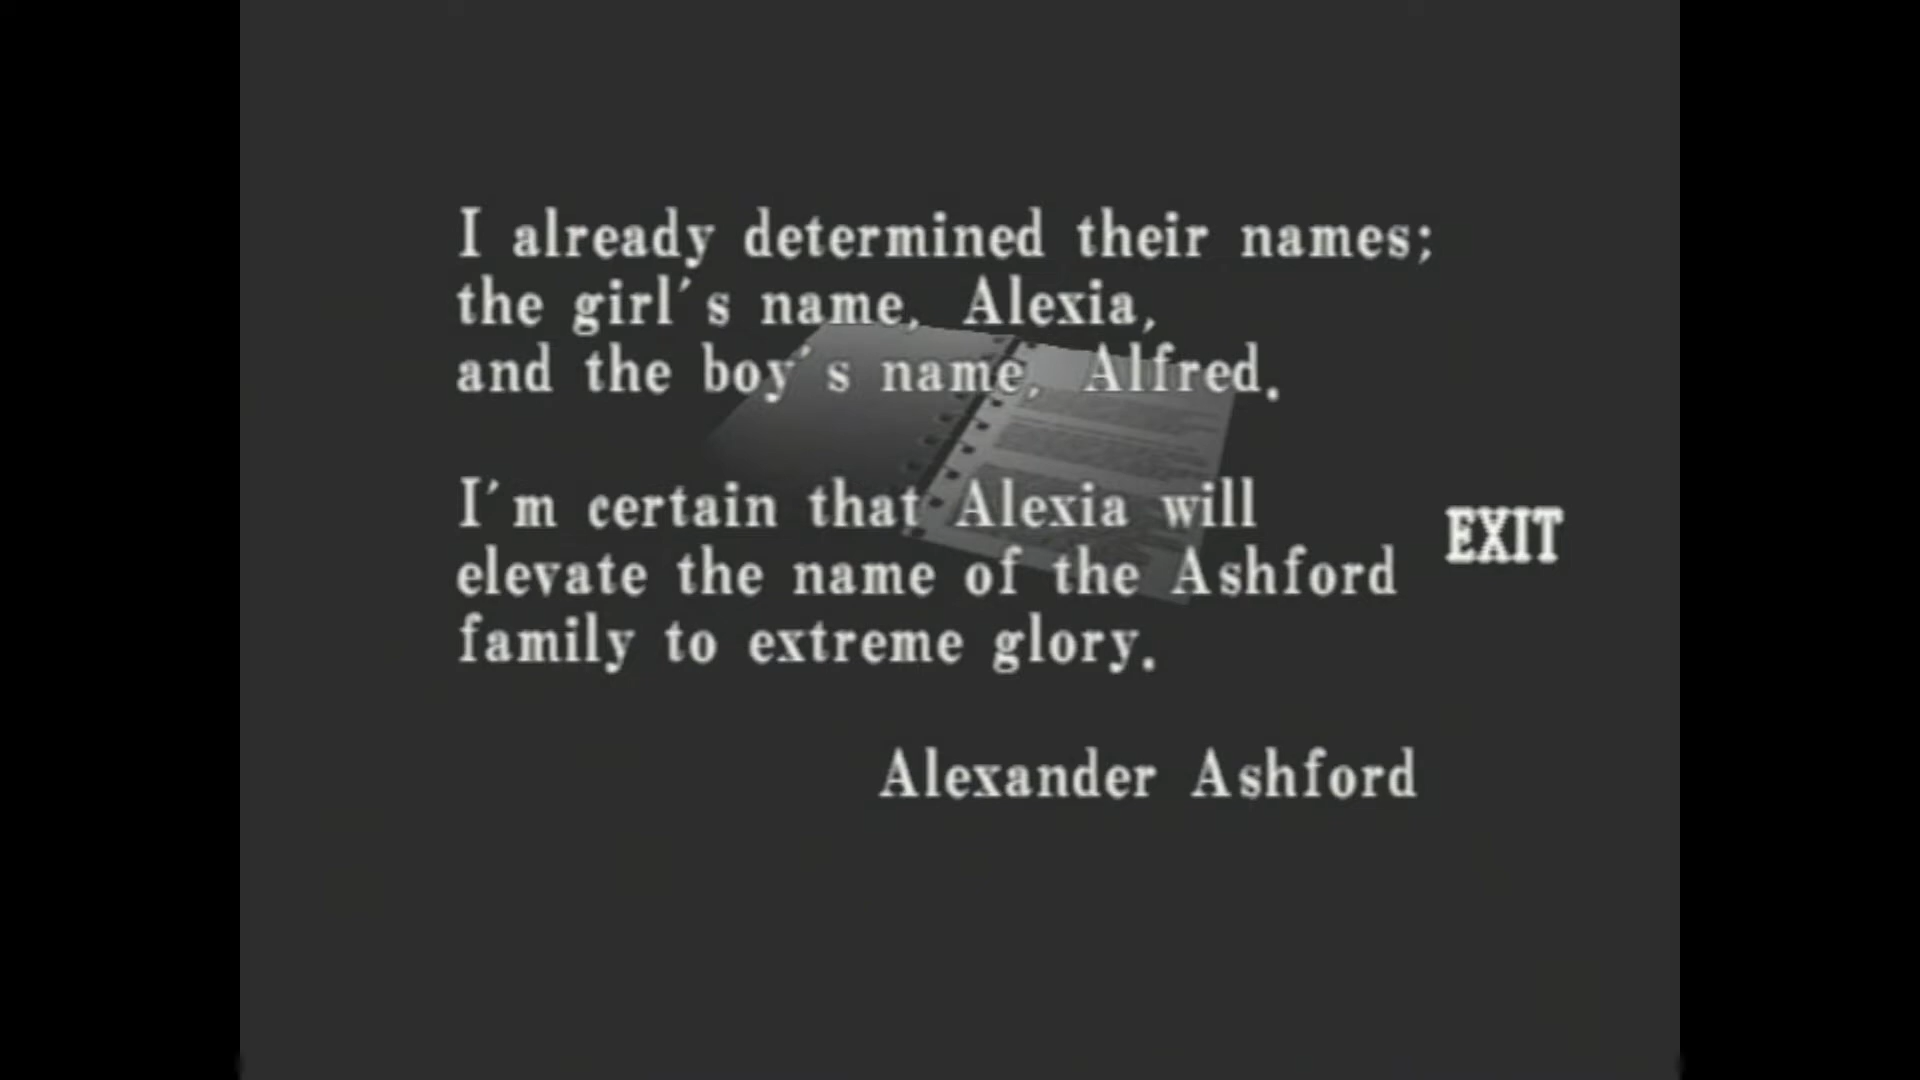 I already determined their names;
the girl's name, Alexia,
and the boy's name, Alfred.
I'm certain that Alexia will
elevate the name of the Ashford
family to extreme glory.
EXIT
Alexander Ashford